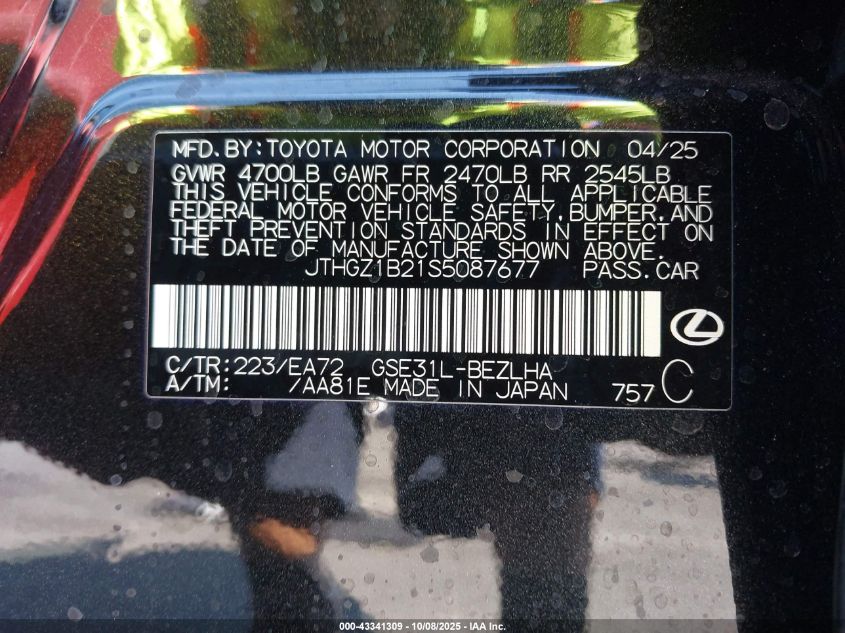 MFD.BY:TOYOTA MOTOR CORPORATION 04/25
GVWR 4700LB GAWR FR 2470LB RR 2545LB
THIS VEHICLE CONFORMS TO ALL APPLICABLE
FEDERAL MOTOR VEHICLE SAFETY,BUMPER,AND
THEFT PREVENTION STANDARDS IN EFFECT ON
THE DATE OF MANUFACTURE SHOWN ABOVE.
JTHGZ1B21S5087677 PASS.CAR
C/TR:223/EA72 GSE31L-BEZLHA
A/TM: /AA81E MADE IN JAPAN 757 C
000-43341309 - 10/08/2025 - IAA Inc.